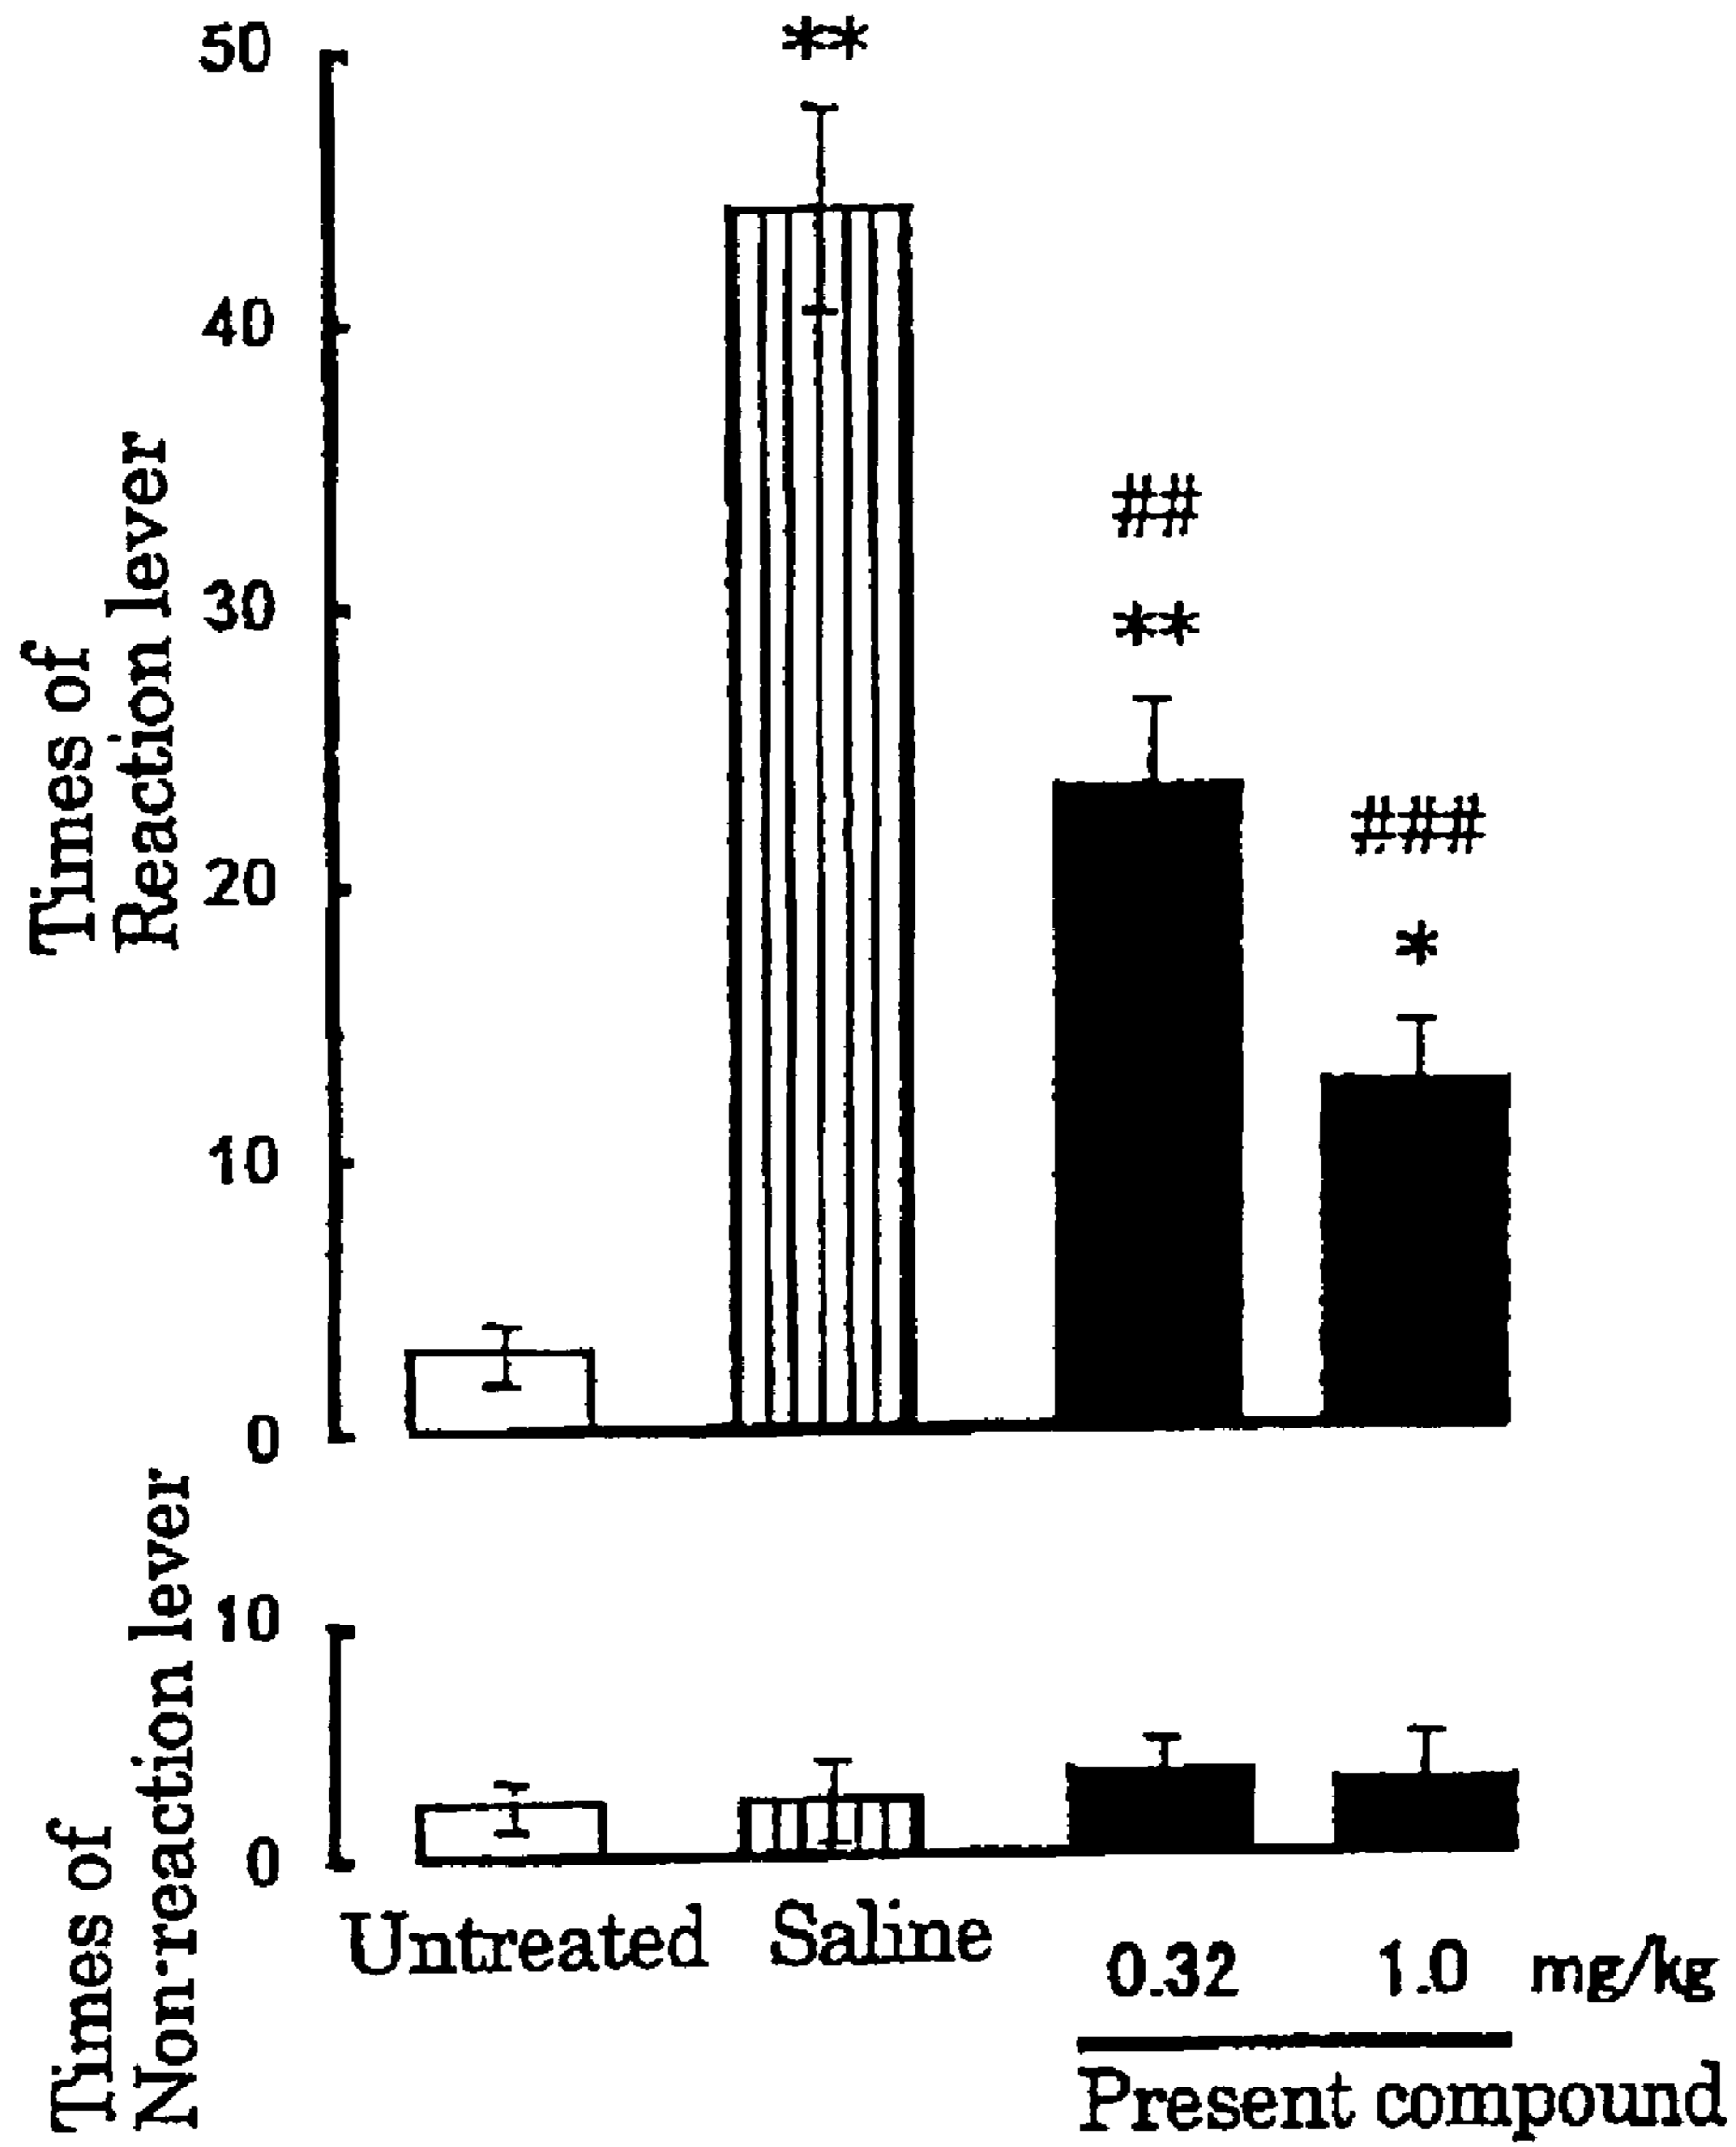 50
**
40
##
30
**
###
20
*
10
0
Times of
Reaction lever
10
0
Times of
Non-reaction lever
Untreated Saline
0.32 1.0 mg/kg
Present compound